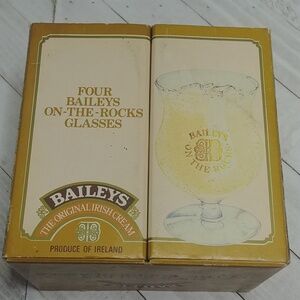 FOUR
BAILEYS
ON-THE-ROCKS
GLASSES
BAILEYS
THE ORIGINAL IRISH CREAM
PRODUCE OF IRELAND
BAILEYS
ON THE ROCKS